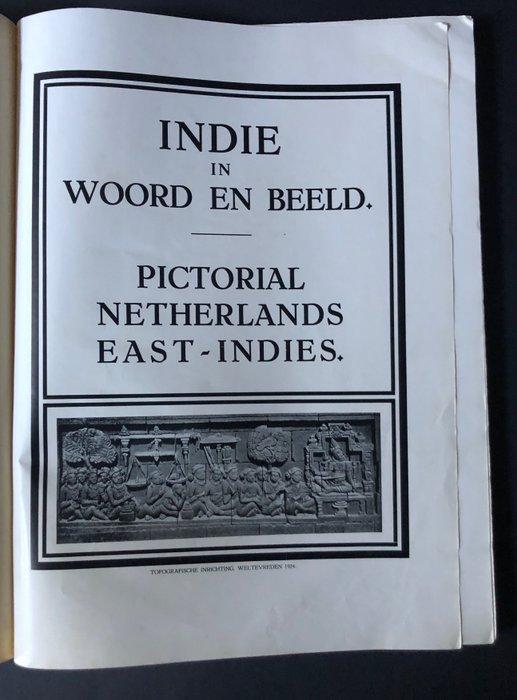 INDIE
IN
WOORD EN BEELD.
PICTORIAL
NETHERLANDS
EAST-INDIES.
TOPOGRAFISCHE INRICHTING, WELTEVREDEN 1924.